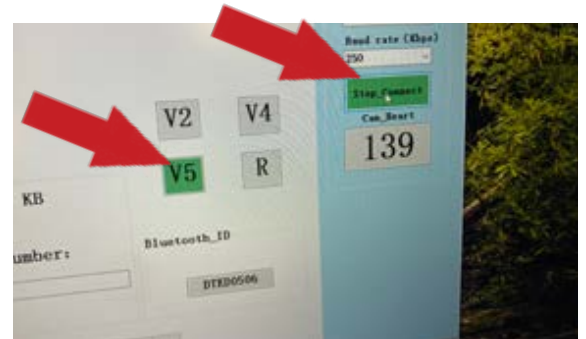 Baud rate (Kbps)
250
Stop_Connect
Can_Heart
139
V2
V4
V5
R
KB
umber:
Bluetooth_ID
DTKD0506